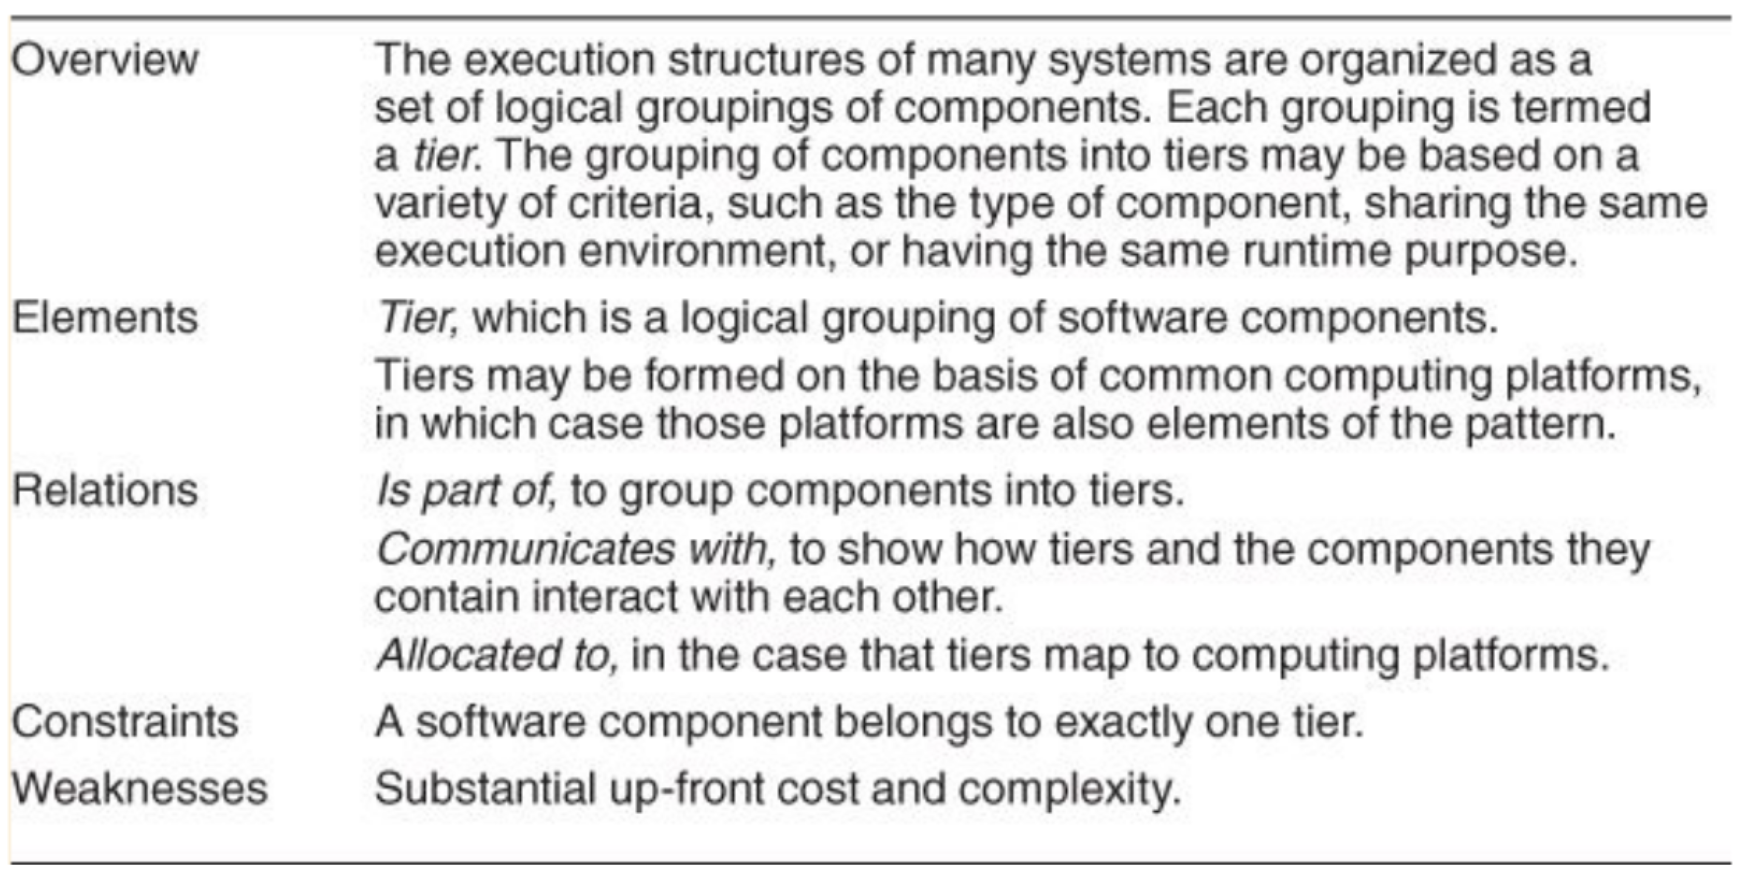 Overview The execution structures of many systems are organized as a
set of logical groupings of components. Each grouping is termed
a tier. The grouping of components into tiers may be based on a
variety of criteria, such as the type of component, sharing the same
execution environment, or having the same runtime purpose.
Elements Tier, which is a logical grouping of software components.
Tiers may be formed on the basis of common computing platforms,
in which case those platforms are also elements of the pattern.
Relations Is part of, to group components into tiers.
Communicates with, to show how tiers and the components they
contain interact with each other.
Allocated to, in the case that tiers map to computing platforms.
Constraints A software component belongs to exactly one tier.
Weaknesses Substantial up-front cost and complexity.